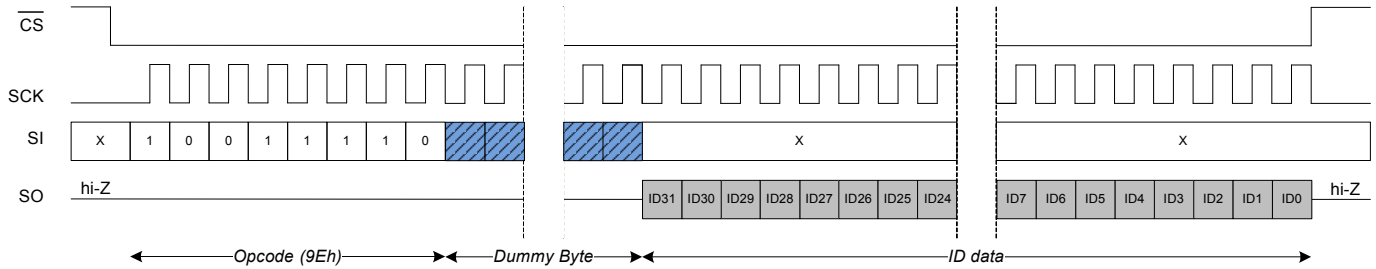 CS
SCK
SI X 1 0 0 1 1 1 1 0 X X
SO hi-Z ID31 ID30 ID29 ID28 ID27 ID26 ID25 ID24 ID7 ID6 ID5 ID4 ID3 ID2 ID1 ID0 hi-Z
Opcode (9Eh) Dummy Byte ID data